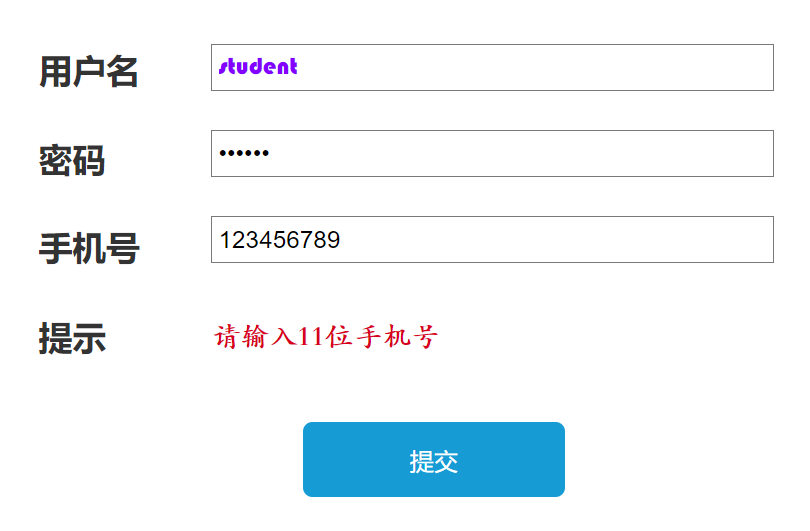 用户名 student
密码 ••••••
手机号 123456789
提示 请输入11位手机号
提交